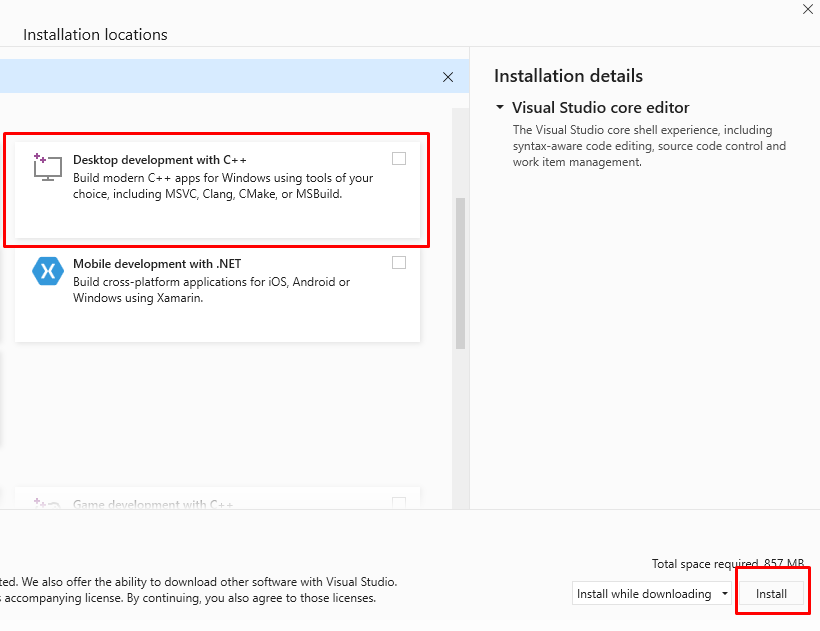 Installation locations
Desktop development with C++
Build modern C++ apps for Windows using tools of your
choice, including MSVC, Clang, CMake, or MSBuild.
Mobile development with .NET
Build cross-platform applications for iOS, Android or
Windows using Xamarin.
Game development with C++
Installation details
Visual Studio core editor
The Visual Studio core shell experience, including
syntax-aware code editing, source code control and
work item management.
Total space required 857 MB
ted. We also offer the ability to download other software with Visual Studio.
accompanying license. By continuing, you also agree to those licenses.
Install while downloading
Install